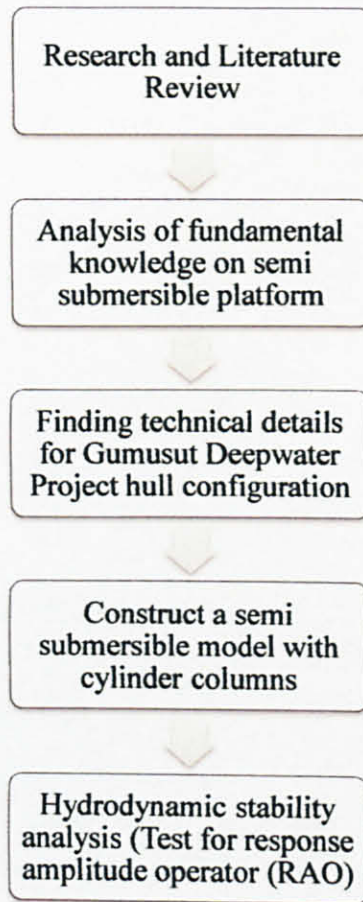 Research and Literature
Review
Analysis of fundamental
knowledge on semi
submersible platform
Finding technical details
for Gumusut Deepwater
Project hull configuration
Construct a semi
submersible model with
cylinder columns
Hydrodynamic stability
analysis (Test for response
amplitude operator (RAO)